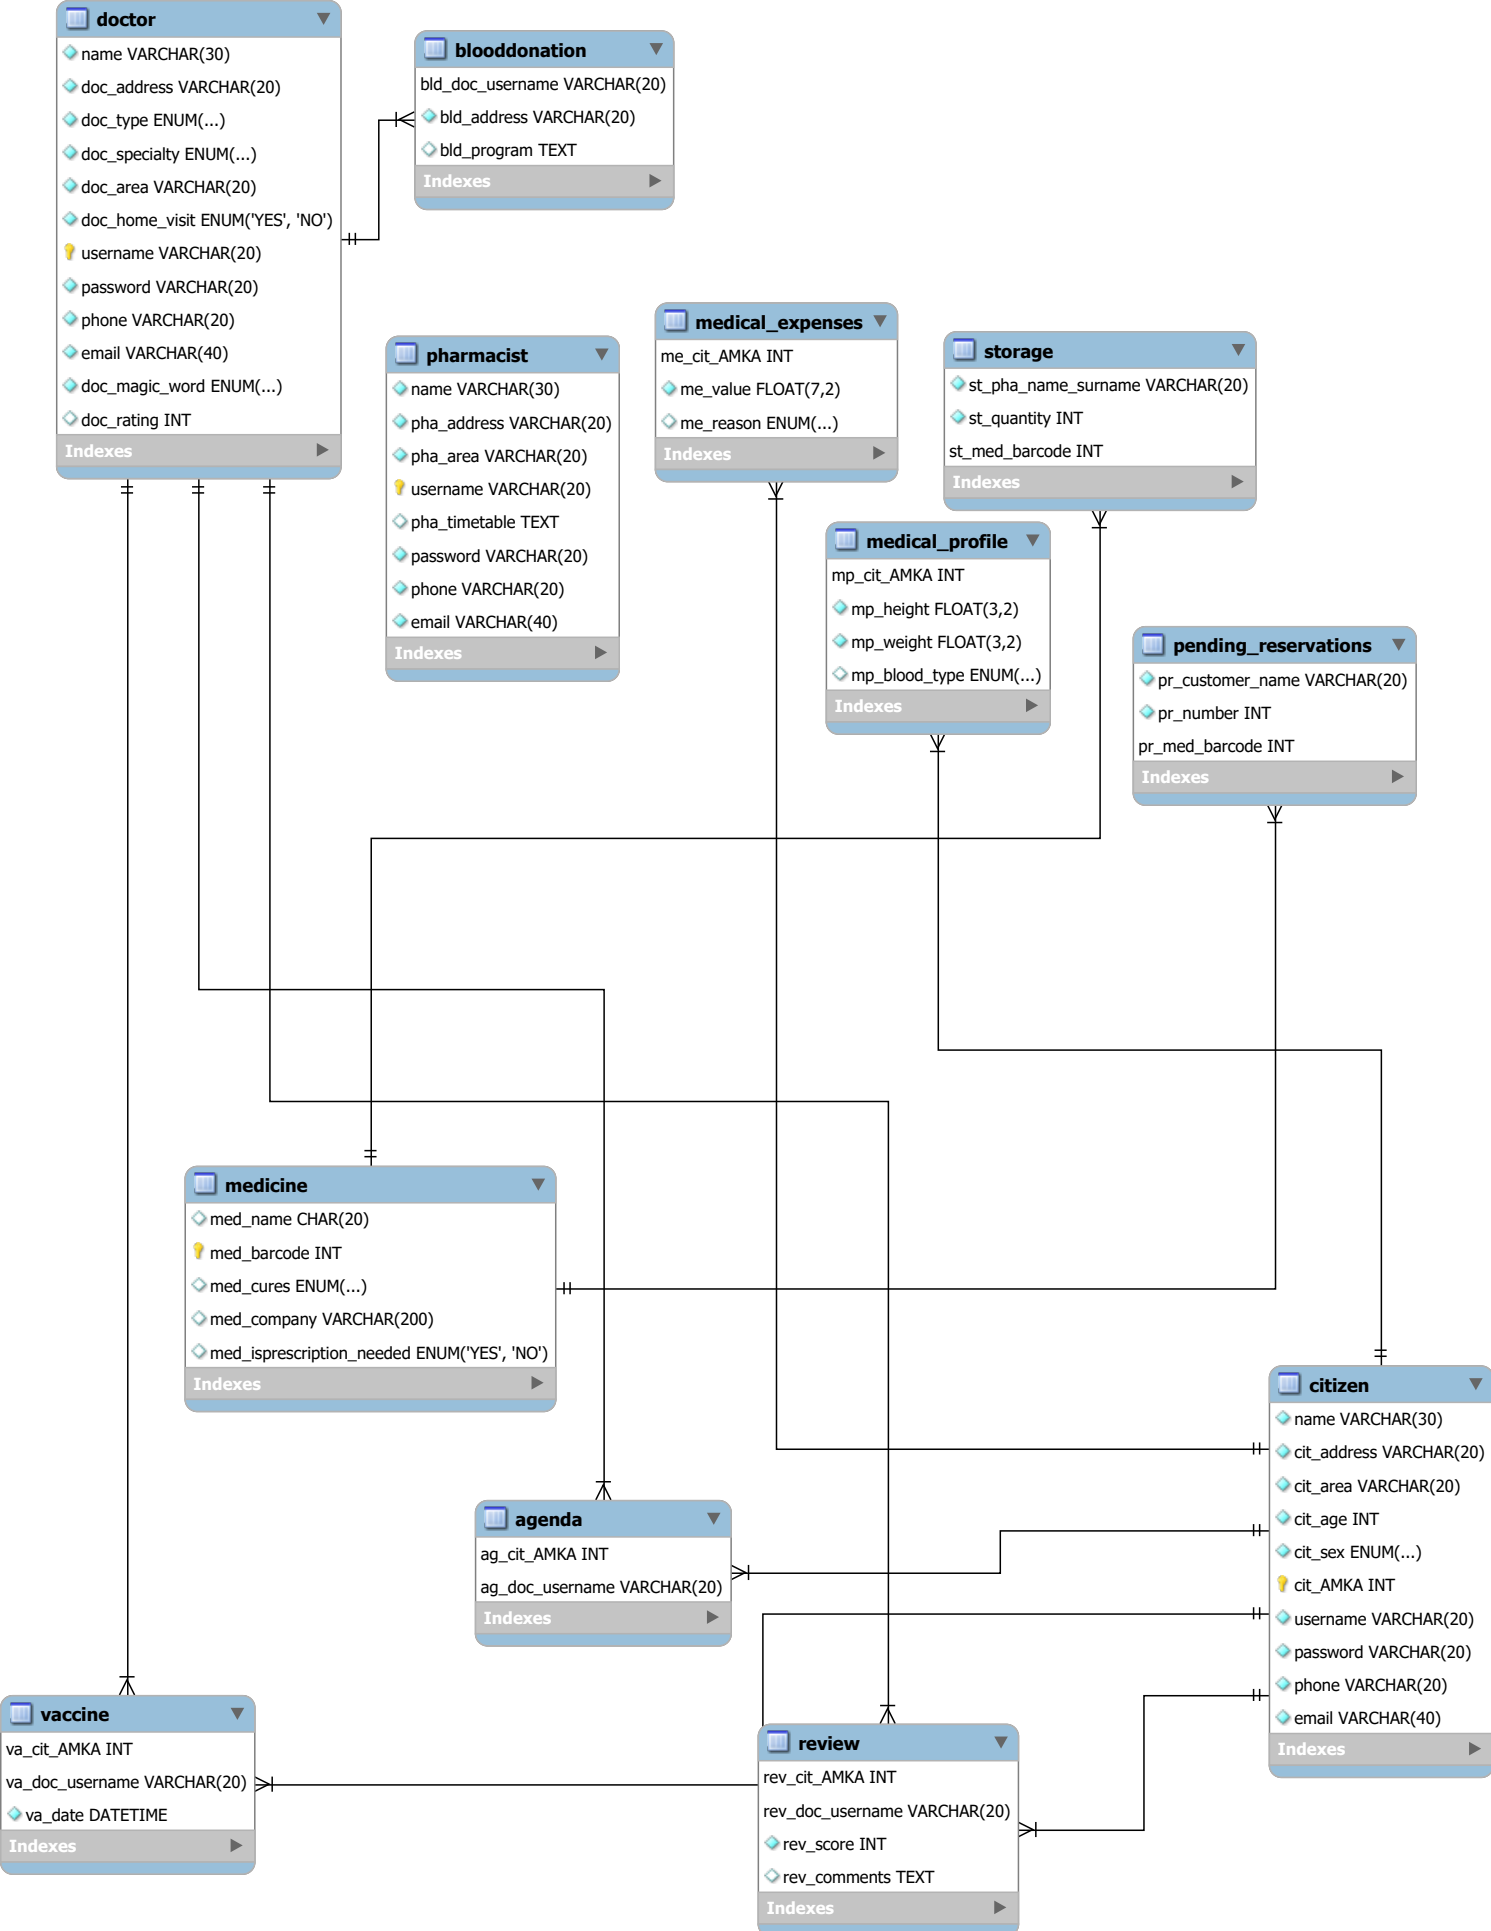 doctor
name VARCHAR(30)
doc_address VARCHAR(20)
doc_type ENUM(...)
doc_specialty ENUM(...)
doc_area VARCHAR(20)
doc_home_visit ENUM('YES', 'NO')
username VARCHAR(20)
password VARCHAR(20)
phone VARCHAR(20)
email VARCHAR(40)
doc_magic_word ENUM(...)
doc_rating INT
Indexes
blooddonation
bld_doc_username VARCHAR(20)
bld_address VARCHAR(20)
bld_program TEXT
Indexes
pharmacist
name VARCHAR(30)
pha_address VARCHAR(20)
pha_area VARCHAR(20)
username VARCHAR(20)
pha_timetable TEXT
password VARCHAR(20)
phone VARCHAR(20)
email VARCHAR(40)
Indexes
medical_expenses
me_cit_AMKA INT
me_value FLOAT(7,2)
me_reason ENUM(...)
Indexes
storage
st_pha_name_surname VARCHAR(20)
st_quantity INT
st_med_barcode INT
Indexes
medical_profile
mp_cit_AMKA INT
mp_height FLOAT(3,2)
mp_weight FLOAT(3,2)
mp_blood_type ENUM(...)
Indexes
pending_reservations
pr_customer_name VARCHAR(20)
pr_number INT
pr_med_barcode INT
Indexes
medicine
med_name CHAR(20)
med_barcode INT
med_cures ENUM(...)
med_company VARCHAR(200)
med_isprescription_needed ENUM('YES', 'NO')
Indexes
citizen
name VARCHAR(30)
cit_address VARCHAR(20)
cit_area VARCHAR(20)
cit_age INT
cit_sex ENUM(...)
cit_AMKA INT
username VARCHAR(20)
password VARCHAR(20)
phone VARCHAR(20)
email VARCHAR(40)
Indexes
agenda
ag_cit_AMKA INT
ag_doc_username VARCHAR(20)
Indexes
vaccine
va_cit_AMKA INT
va_doc_username VARCHAR(20)
va_date DATETIME
Indexes
review
rev_cit_AMKA INT
rev_doc_username VARCHAR(20)
rev_score INT
rev_comments TEXT
Indexes